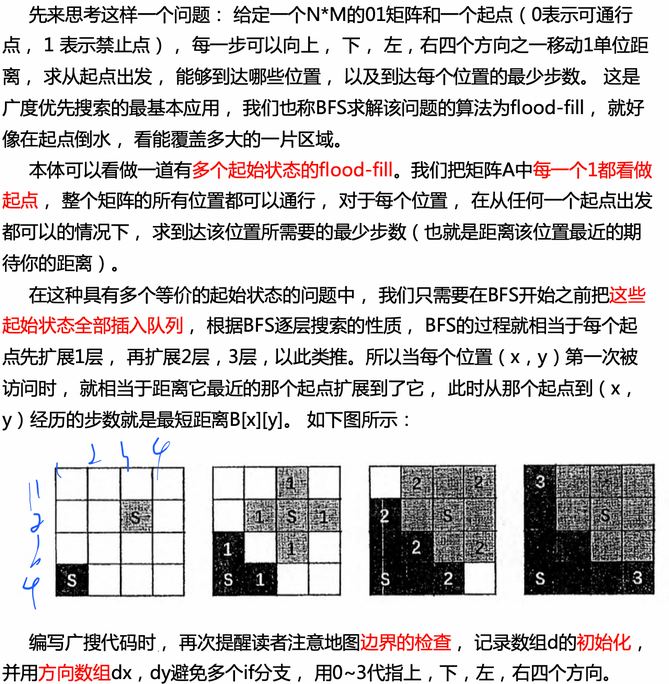 先来思考这样一个问题： 给定一个N*M的01矩阵和一个起点（0表示可通行
点， 1 表示禁止点）， 每一步可以向上， 下， 左，右四个方向之一移动1单位距
离， 求从起点出发， 能够到达哪些位置， 以及到达每个位置的最少步数。 这是
广度优先搜索的最基本应用， 我们也称BFS求解该问题的算法为flood-fill， 就好
像在起点倒水， 看能覆盖多大的一片区域。
本体可以看做一道有多个起始状态的flood-fill。我们把矩阵A中每一个1都看做
起点， 整个矩阵的所有位置都可以通行， 对于每个位置， 在从任何一个起点出发
都可以的情况下， 求到达该位置所需要的最少步数（也就是距离该位置最近的期
待你的距离）。
在这种具有多个等价的起始状态的问题中， 我们只需要在BFS开始之前把这些
起始状态全部插入队列， 根据BFS逐层搜索的性质， BFS的过程就相当于每个起
点先扩展1层， 再扩展2层，3层，以此类推。所以当每个位置（x，y）第一次被
访问时， 就相当于距离它最近的那个起点扩展到了它， 此时从那个起点到（x，
y）经历的步数就是最短距离B[x][y]。 如下图所示：
2 4
1 2 2 3
2
S 1 S 1 2 S S
1 1 2 2
4 S S 1 S 2 S 3
编写广搜代码时， 再次提醒读者注意地图边界的检查， 记录数组d的初始化，
并用方向数组dx，dy避免多个if分支， 用0~3代指上，下，左，右四个方向。